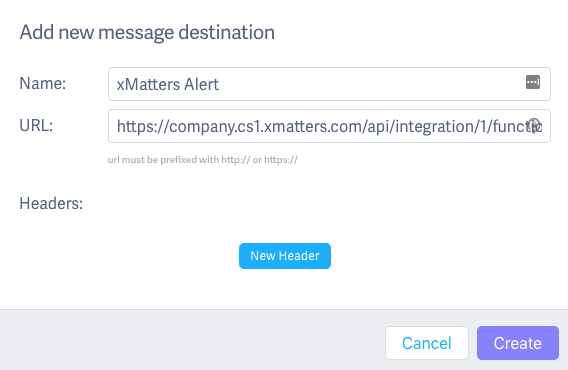 Add new message destination
Name: xMatters Alert
URL: https://company.cs1.xmatters.com/api/integration/1/functic
url must be prefixed with http:// or https://
Headers:
New Header
Cancel Create